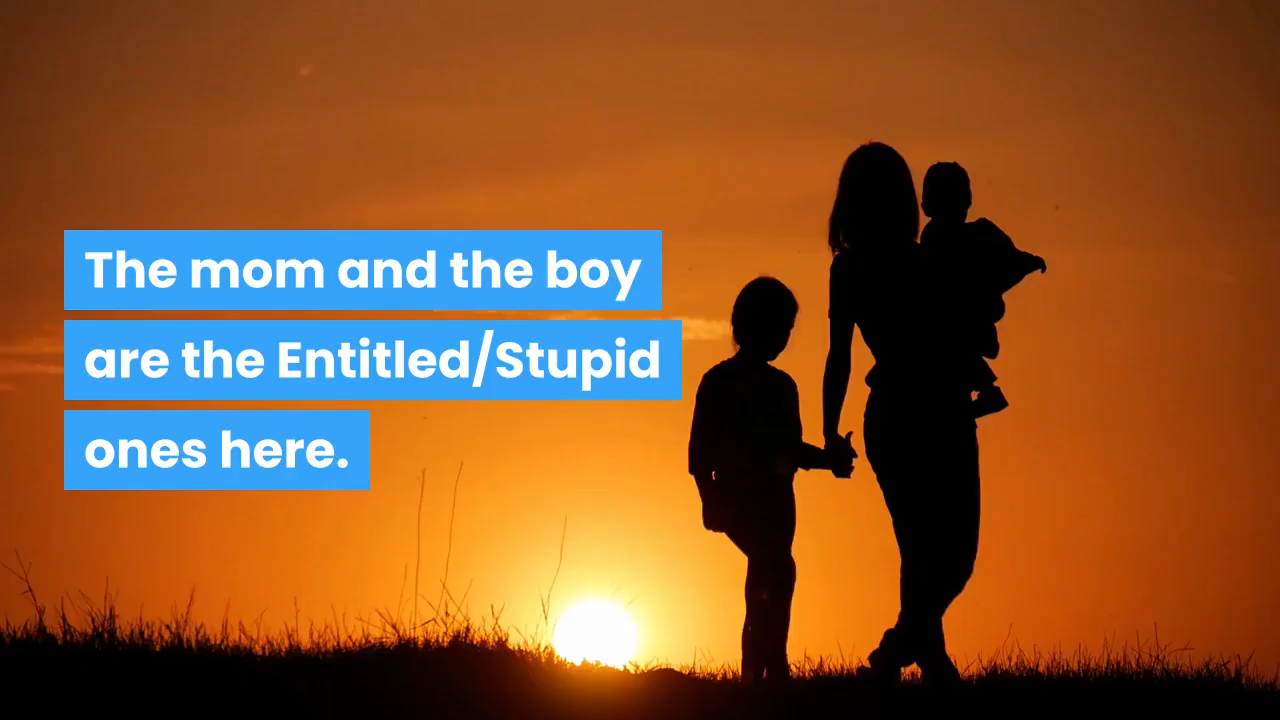 The mom and the boy
are the Entitled/Stupid
ones here.